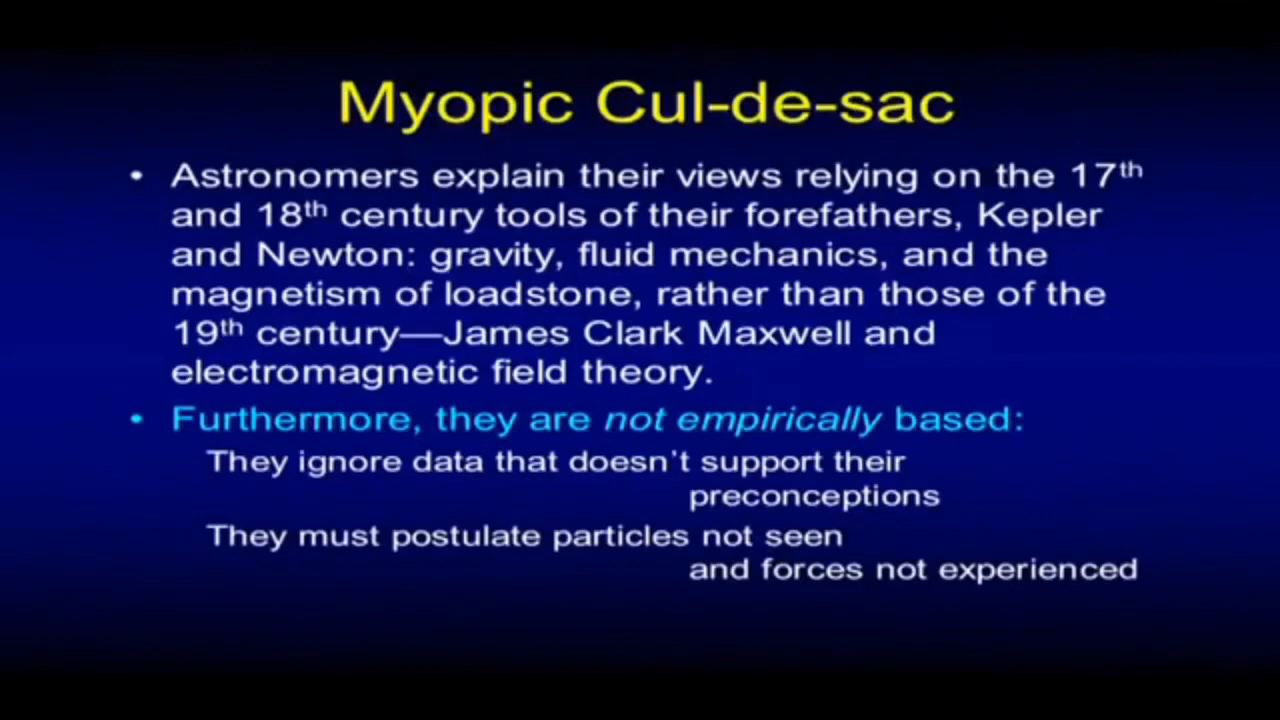 Myopic Cul-de-sac
• Astronomers explain their views relying on the 17th
and 18th century tools of their forefathers, Kepler
and Newton: gravity, fluid mechanics, and the
magnetism of loadstone, rather than those of the
19th century—James Clark Maxwell and
electromagnetic field theory.
• Furthermore, they are not empirically based:
They ignore data that doesn't support their
preconceptions
They must postulate particles not seen
and forces not experienced